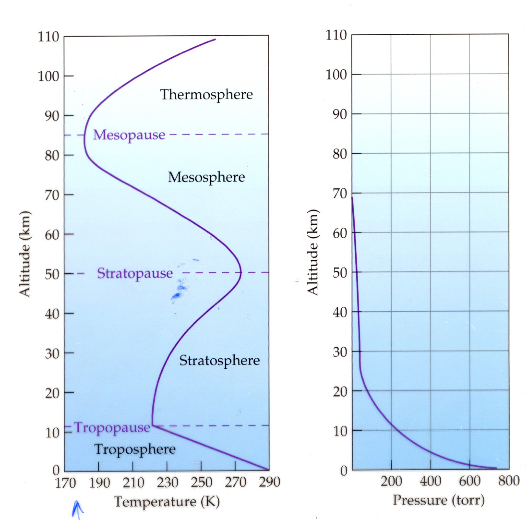 110
100
90
80
70
60
50
40
30
20
10
0
Altitude (km)
Thermosphere
Mesopause
Mesosphere
Stratopause
Stratosphere
Tropopause
Troposphere
170 190 210 230 250 270 290
Temperature (K)
110
100
90
80
70
60
50
40
30
20
10
0
Altitude (km)
200 400 600 800
Pressure (torr)